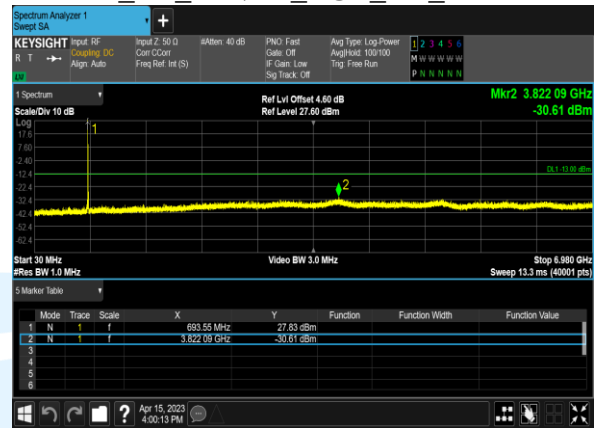 Spectrum Analyzer 1
Swept SA
KEYSIGHT
R T
LV
Input: RF
Coupling: DC
Align: Auto
Input Z: 50 Ω
Corr CCorr
Freq Ref: Int (S)
#Atten: 40 dB
PNO: Fast
Gate: Off
IF Gain: Low
Sig Track: Off
Avg Type: Log-Power
Avg|Hold: 100/100
Trig: Free Run
1 2 3 4 5 6
M W W W W W
P N N N N N
1 Spectrum
Scale/Div 10 dB
Ref Lvl Offset 4.60 dB
Ref Level 27.60 dBm
Mkr2 3.822 09 GHz
-30.61 dBm
Log
17.6
7.60
-2.40
-12.4
-22.4
-32.4
-42.4
-52.4
-62.4
1
2
DL1 -13.00 dBm
Start 30 MHz
#Res BW 1.0 MHz
Video BW 3.0 MHz
Stop 6.980 GHz
Sweep 13.3 ms (40001 pts)
5 Marker Table
Mode Trace Scale X Y Function Function Width Function Value
1 N 1 f 693.55 MHz 27.83 dBm
2 N 1 f 3.822 09 GHz -30.61 dBm
3
4
5
6
?
Apr 15, 2023
4:00:13 PM